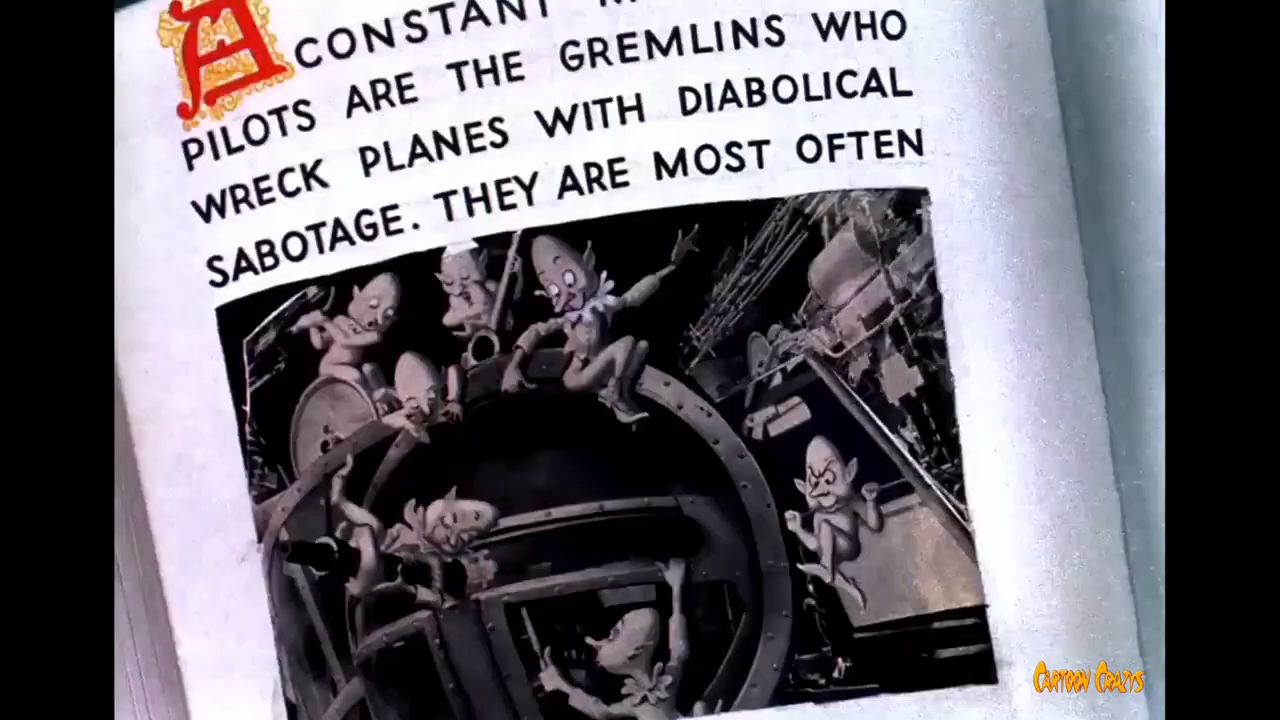 A CONSTANT
PILOTS ARE THE GREMLINS WHO
WRECK PLANES WITH DIABOLICAL
SABOTAGE. THEY ARE MOST OFTEN
CARTOON CRAZYS